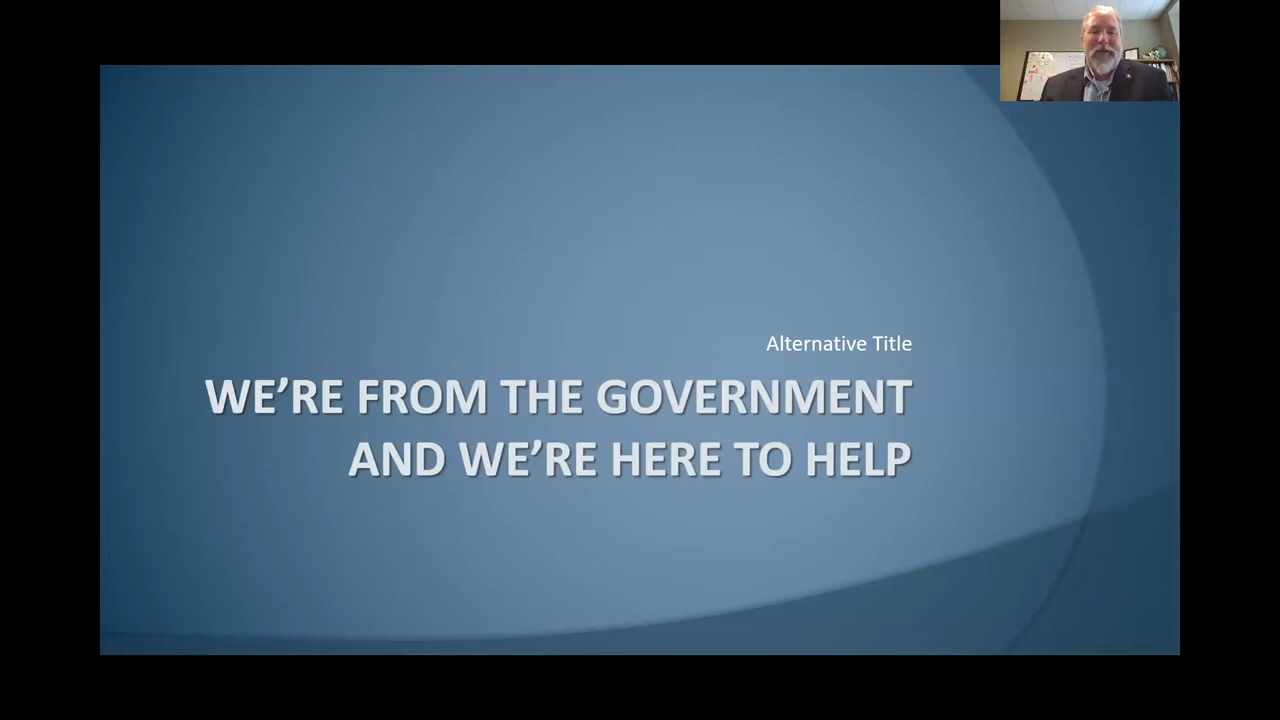 Alternative Title
WE’RE FROM THE GOVERNMENT
AND WE’RE HERE TO HELP